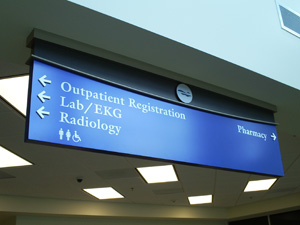 ← Outpatient Registration
← Lab/EKG
← Radiology
Pharmacy →